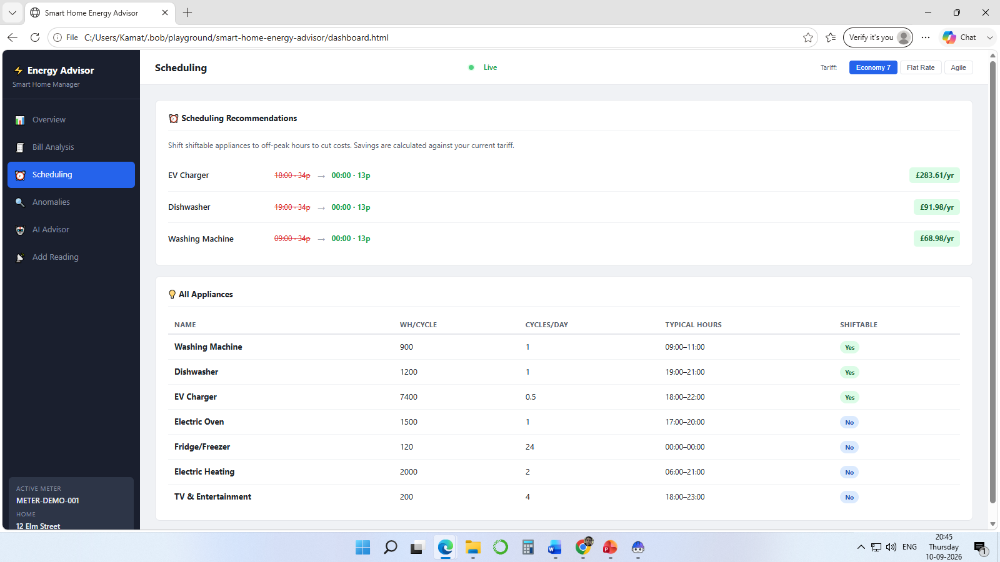 Smart Home Energy Advisor
File C:/Users/Kamat/.bob/playground/smart-home-energy-advisor/dashboard.html
Verify it's you
Chat
Energy Advisor
Smart Home Manager
Overview
Bill Analysis
Scheduling
Anomalies
AI Advisor
Add Reading
ACTIVE METER
METER-DEMO-001
HOME
12 Elm Street
Scheduling
Live
Tariff: Economy 7 Flat Rate Agile
Scheduling Recommendations
Shift shiftable appliances to off-peak hours to cut costs. Savings are calculated against your current tariff.
EV Charger 18:00 · 34p → 00:00 · 13p £283.61/yr
Dishwasher 19:00 · 34p → 00:00 · 13p £91.98/yr
Washing Machine 09:00 · 34p → 00:00 · 13p £68.98/yr
All Appliances
NAME WH/CYCLE CYCLES/DAY TYPICAL HOURS SHIFTABLE
Washing Machine 900 1 09:00–11:00 Yes
Dishwasher 1200 1 19:00–21:00 Yes
EV Charger 7400 0.5 18:00–22:00 Yes
Electric Oven 1500 1 17:00–20:00 No
Fridge/Freezer 120 24 00:00–00:00 No
Electric Heating 2000 2 06:00–21:00 No
TV & Entertainment 200 4 18:00–23:00 No
ENG
20:45
Thursday
10-09-2026
1